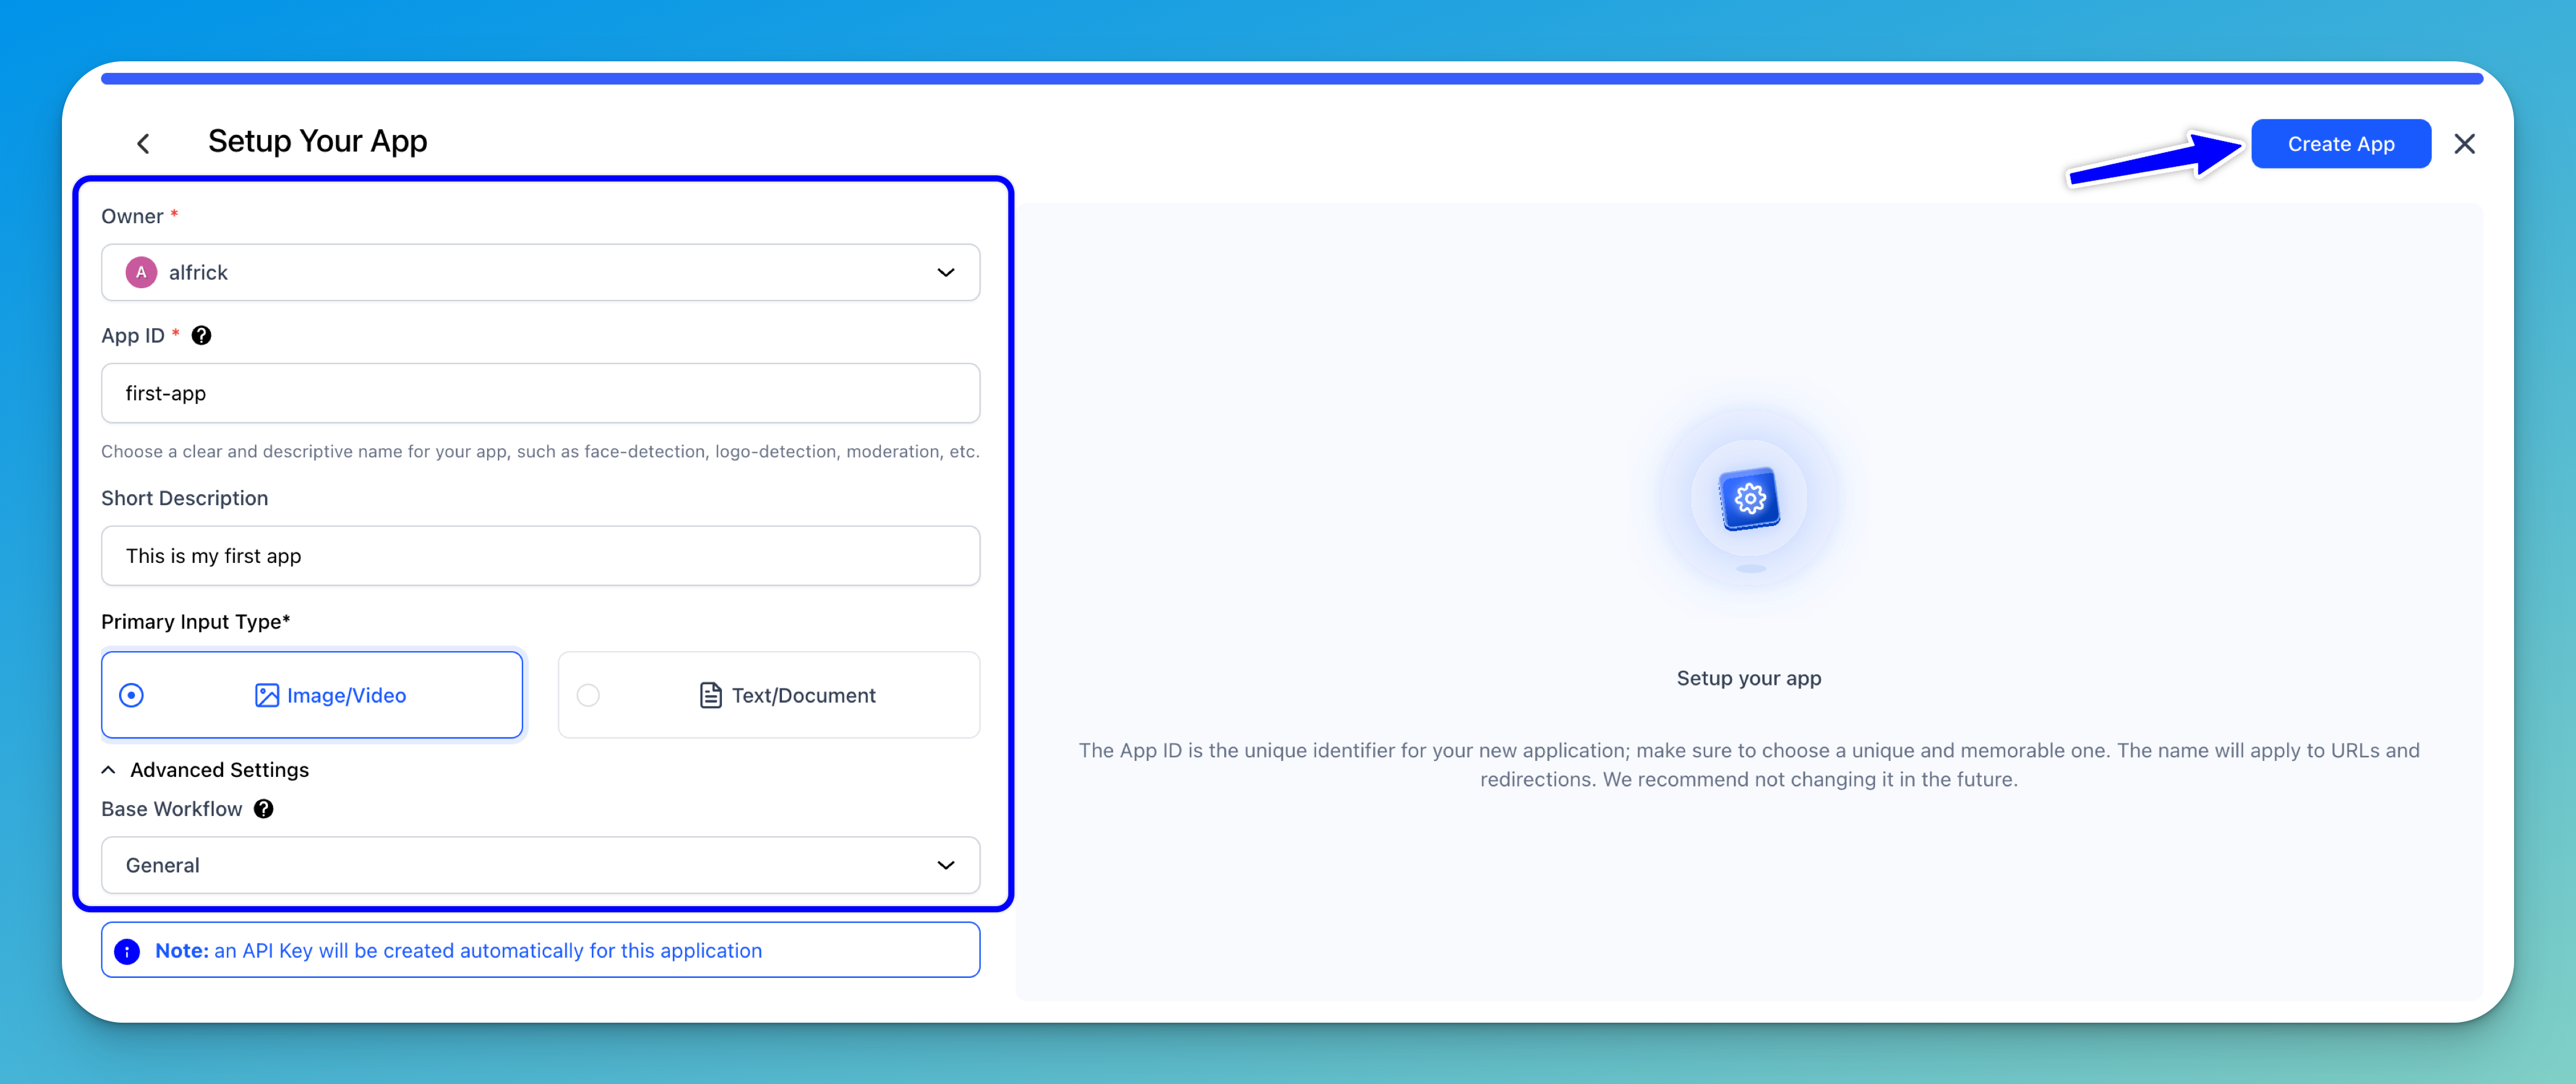 Setup Your App
Create App
Owner *
A alfrick
App ID * ?
first-app
Choose a clear and descriptive name for your app, such as face-detection, logo-detection, moderation, etc.
Short Description
This is my first app
Primary Input Type*
Image/Video
Text/Document
Advanced Settings
Base Workflow ?
General
Note: an API Key will be created automatically for this application
Setup your app
The App ID is the unique identifier for your new application; make sure to choose a unique and memorable one. The name will apply to URLs and
redirections. We recommend not changing it in the future.